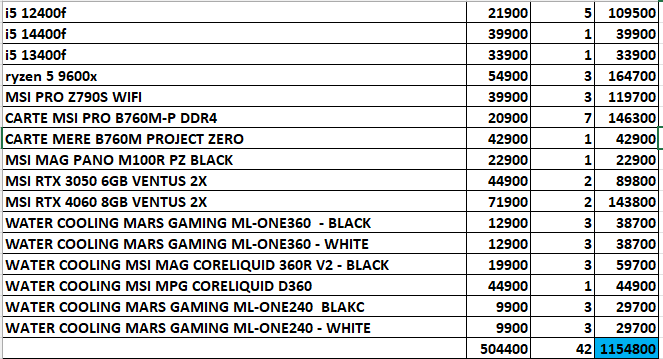 i5 12400f 21900 5 109500
i5 14400f 39900 1 39900
i5 13400f 33900 1 33900
ryzen 5 9600x 54900 3 164700
MSI PRO Z790S WIFI 39900 3 119700
CARTE MSI PRO B760M-P DDR4 20900 7 146300
CARTE MERE B760M PROJECT ZERO 42900 1 42900
MSI MAG PANO M100R PZ BLACK 22900 1 22900
MSI RTX 3050 6GB VENTUS 2X 44900 2 89800
MSI RTX 4060 8GB VENTUS 2X 71900 2 143800
WATER COOLING MARS GAMING ML-ONE360 - BLACK 12900 3 38700
WATER COOLING MARS GAMING ML-ONE360 - WHITE 12900 3 38700
WATER COOLING MSI MAG CORELIQUID 360R V2 - BLACK 19900 3 59700
WATER COOLING MSI MPG CORELIQUID D360 44900 1 44900
WATER COOLING MARS GAMING ML-ONE240 BLAKC 9900 3 29700
WATER COOLING MARS GAMING ML-ONE240 - WHITE 9900 3 29700
504400 42 1154800